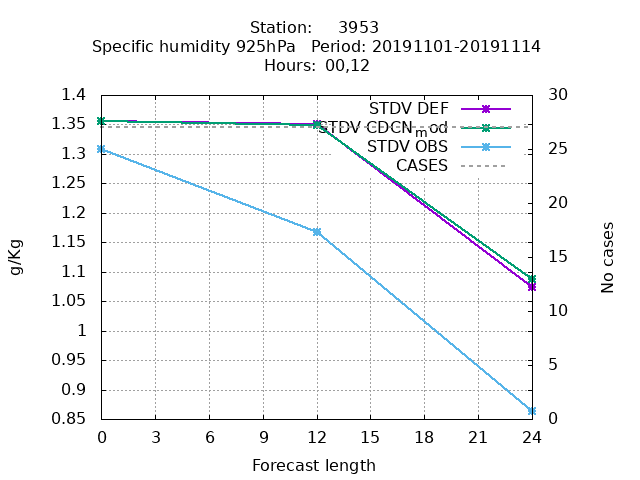 Station: 3953
Specific humidity 925hPa Period: 20191101-20191114
Hours: 00,12
1.4
1.35
1.3
1.25
1.2
1.15
1.1
1.05
1
0.95
0.9
0.85
g/Kg
STDV DEF
STDV CDCN_mod
STDV OBS
CASES
30
25
20
15
10
5
0
No cases
0 3 6 9 12 15 18 21 24
Forecast length